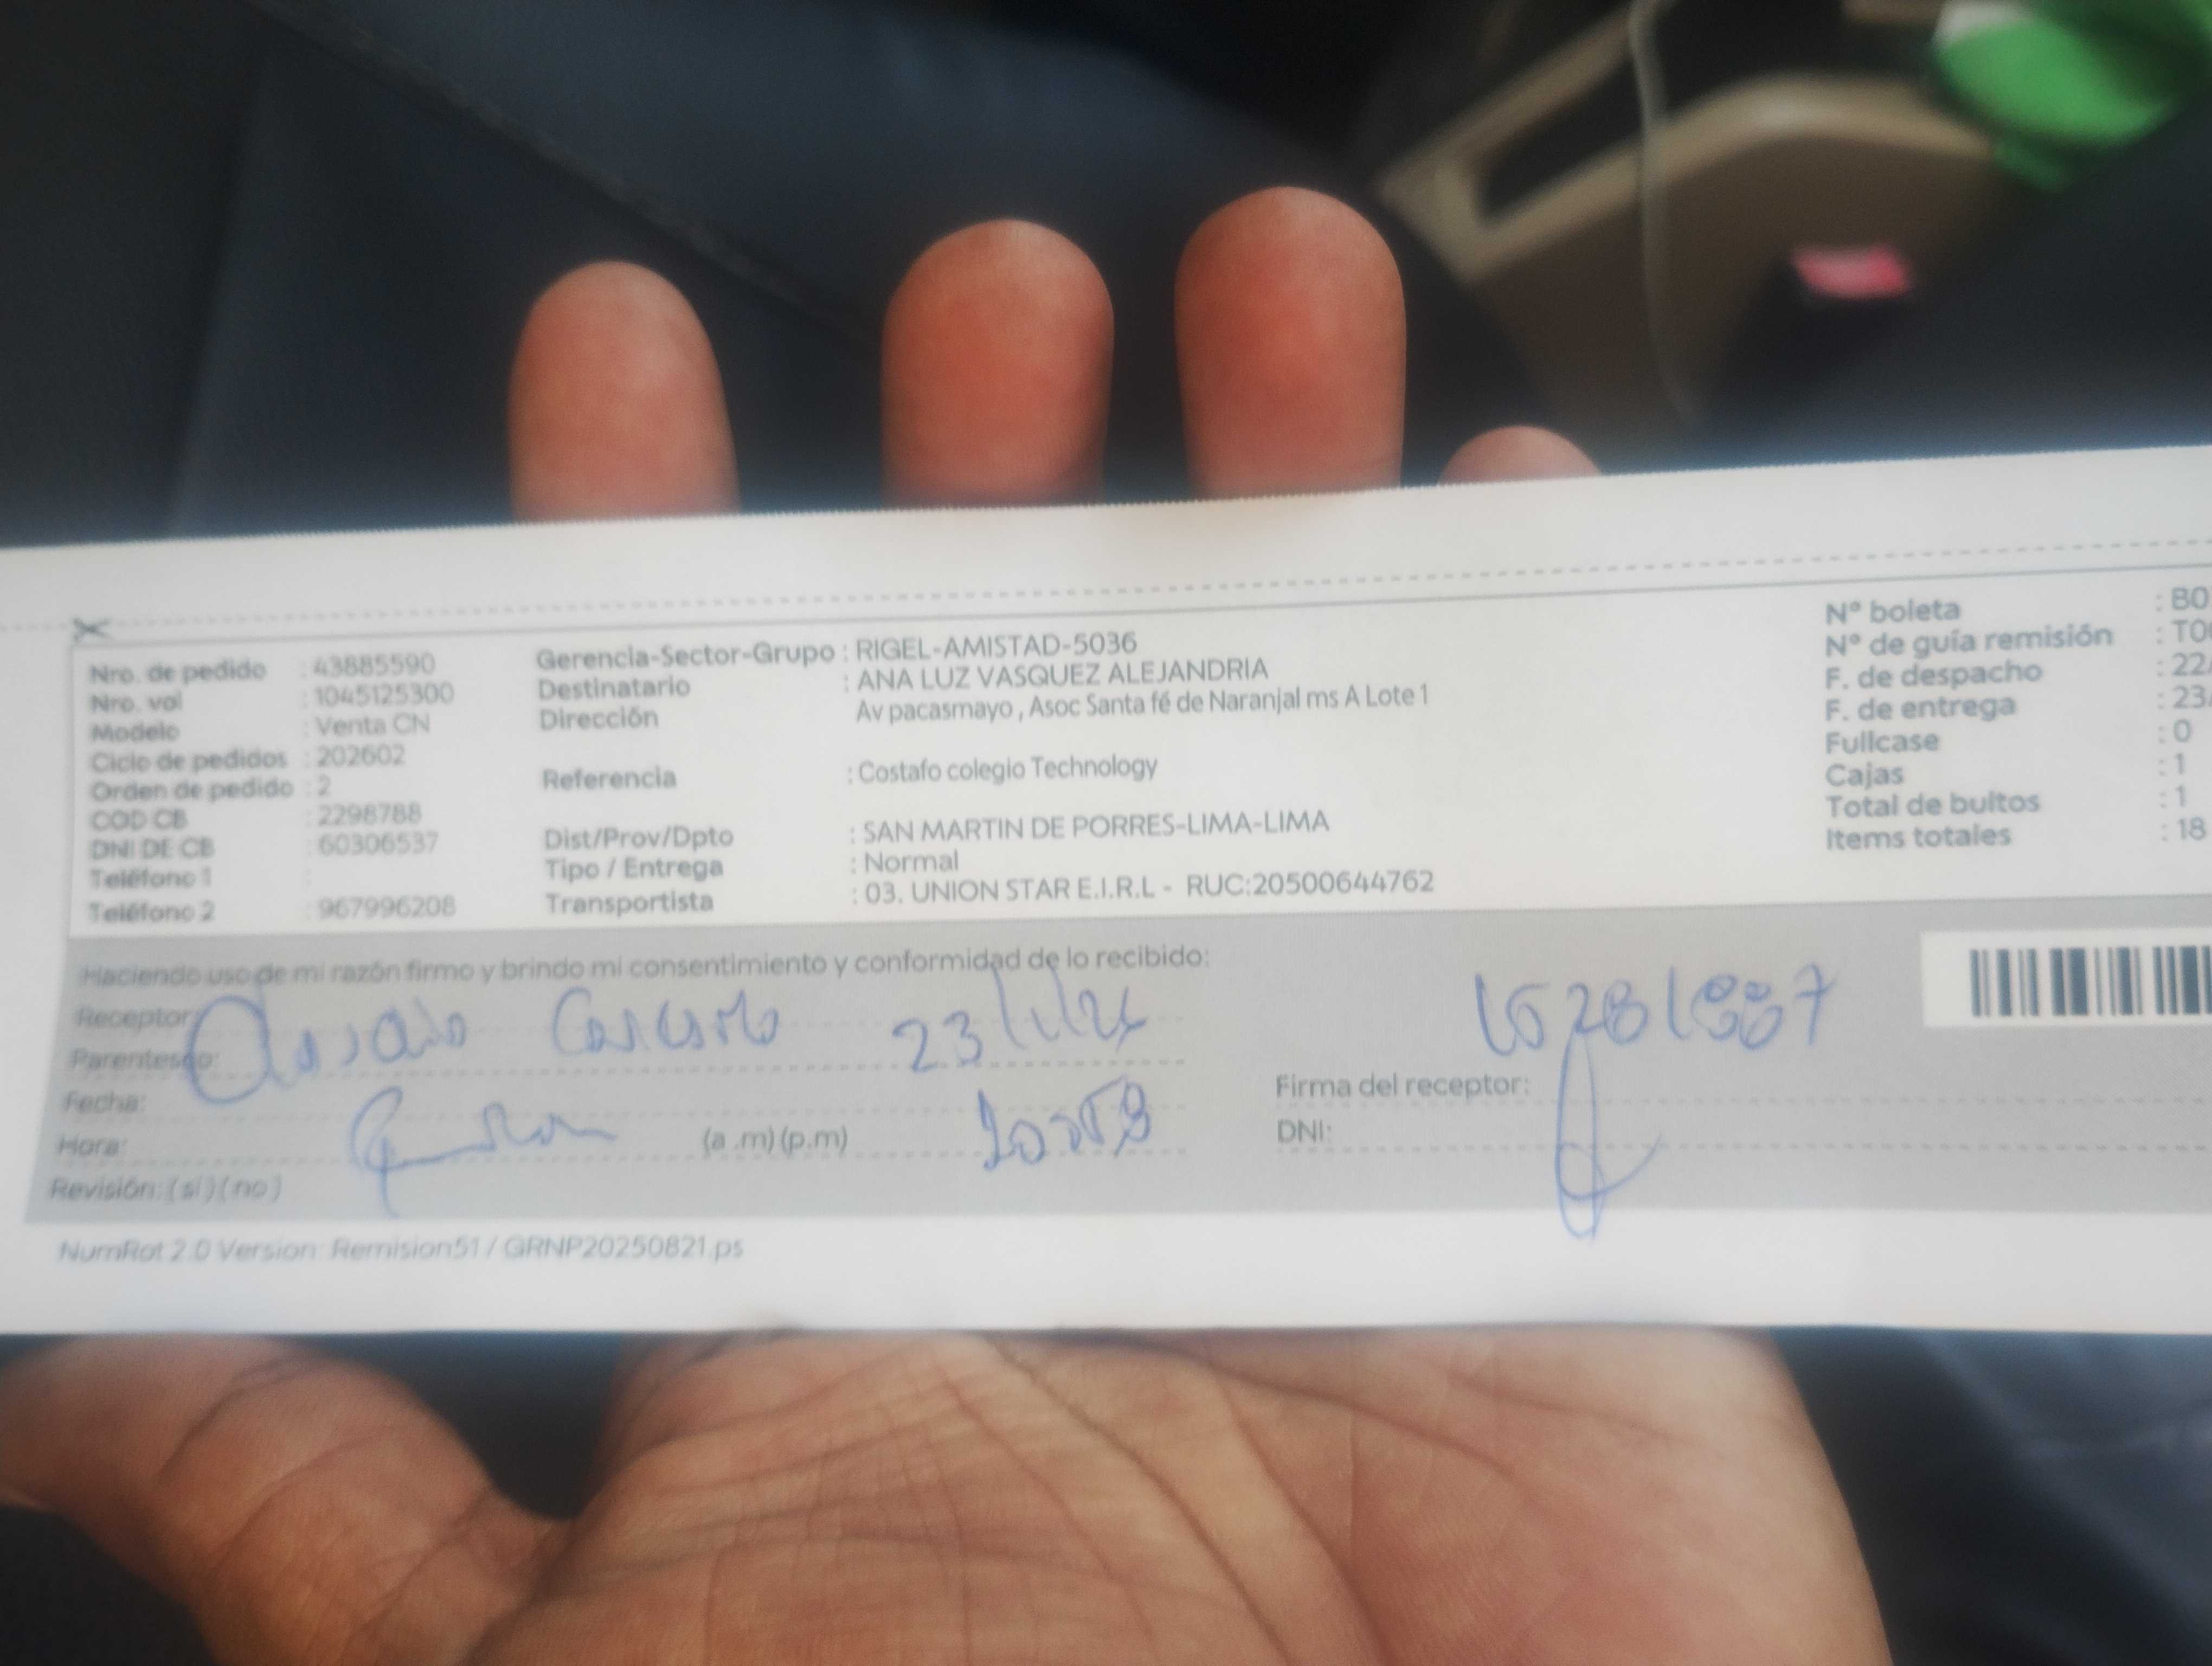 Nro. de pedido : 43885590
Nro. vol : 1045125300
Modelo : Venta CN
Ciclo de pedidos : 202602
Orden de pedido : 2
COD CB : 2298788
DNI DE CB : 60306537
Teléfono 1 :
Teléfono 2 : 967996208
Gerencia-Sector-Grupo : RIGEL-AMISTAD-5036
Destinatario : ANA LUZ VASQUEZ ALEJANDRIA
Dirección Av pacasmayo , Asoc Santa fé de Naranjal ms A Lote 1
Referencia : Costafo colegio Technology
Dist/Prov/Dpto : SAN MARTIN DE PORRES-LIMA-LIMA
Tipo / Entrega : Normal
Transportista : 03. UNION STAR E.I.R.L - RUC:20500644762
N° boleta : B0
N° de guía remisión : T0
F. de despacho : 22
F. de entrega : 23
Fullcase : 0
Cajas : 1
Total de bultos : 1
Items totales : 18
Haciendo uso de mi razón firmo y brindo mi consentimiento y conformidad de lo recibido:
Receptor
Parentesco:
Fecha:
Hora: (a .m) (p.m)
Revisión: ( si ) ( no )
Firma del receptor:
DNI:
NumRot 2.0 Version: Remision51 / GRNP20250821.ps